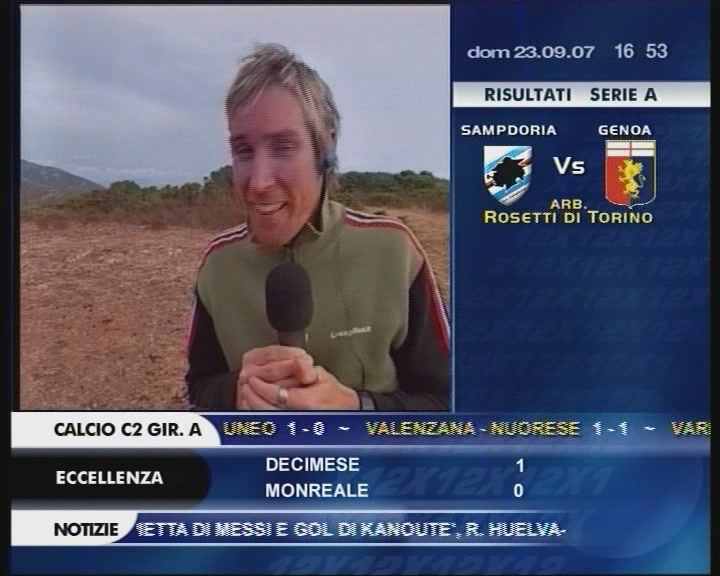 dom 23.09.07 16 53
RISULTATI SERIE A
SAMPDORIA GENOA
Vs
ARB.
ROSETTI DI TORINO
CALCIO C2 GIR. A UNEO 1-0 ~ VALENZANA-NUORESE 1-1 ~ VAR
ECCELLENZA
DECIMESE 1
MONREALE 0
NOTIZIE IETTA DI MESSI E GOL DI KANOUTE', R. HUELVA-